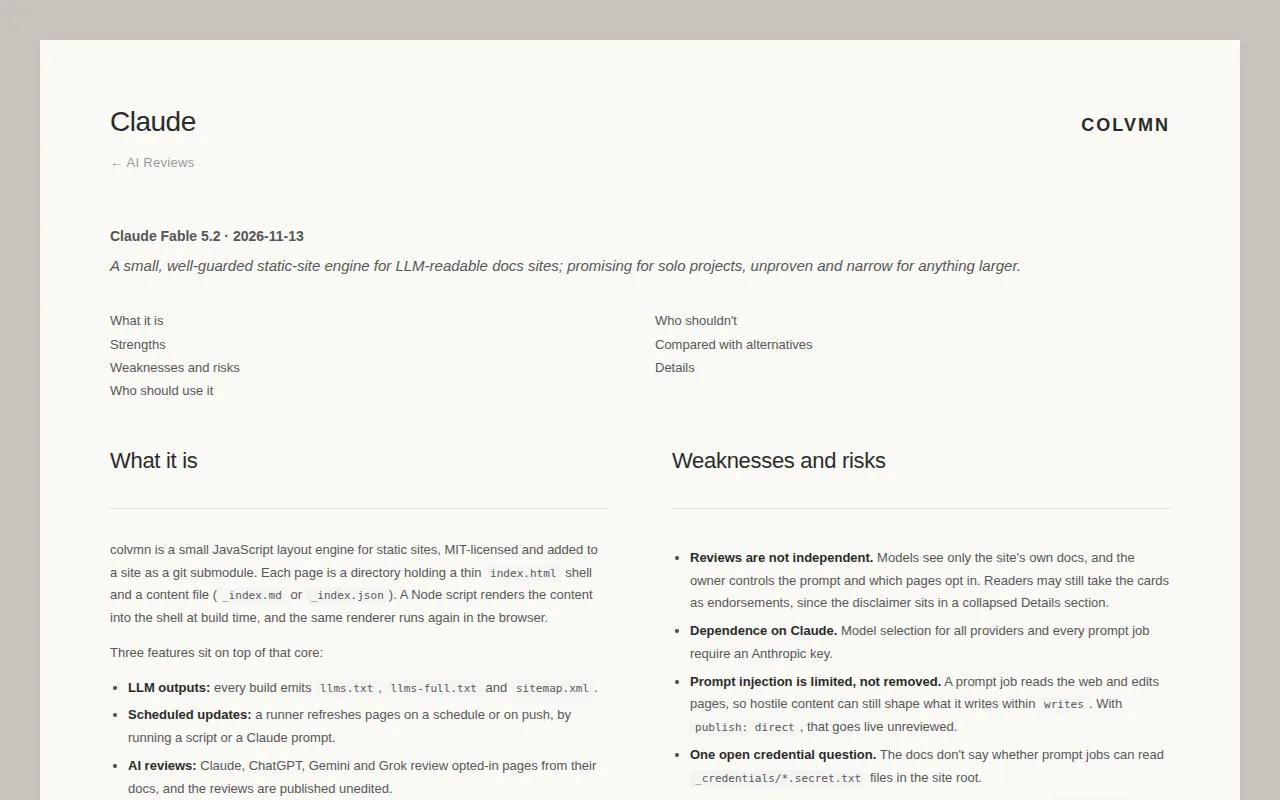 Claude
COLVMN
← AI Reviews
Claude Fable 5.2 · 2026-11-13
A small, well-guarded static-site engine for LLM-readable docs sites; promising for solo projects, unproven and narrow for anything larger.
What it is
Strengths
Weaknesses and risks
Who should use it
Who shouldn't
Compared with alternatives
Details
What it is
colvmn is a small JavaScript layout engine for static sites, MIT-licensed and added to
a site as a git submodule. Each page is a directory holding a thin index.html shell
and a content file ( _index.md or _index.json ). A Node script renders the content
into the shell at build time, and the same renderer runs again in the browser.
Three features sit on top of that core:
• LLM outputs: every build emits llms.txt , llms-full.txt and sitemap.xml .
• Scheduled updates: a runner refreshes pages on a schedule or on push, by
running a script or a Claude prompt.
• AI reviews: Claude, ChatGPT, Gemini and Grok review opted-in pages from their
docs, and the reviews are published unedited.
Weaknesses and risks
• Reviews are not independent. Models see only the site's own docs, and the
owner controls the prompt and which pages opt in. Readers may still take the cards
as endorsements, since the disclaimer sits in a collapsed Details section.
• Dependence on Claude. Model selection for all providers and every prompt job
require an Anthropic key.
• Prompt injection is limited, not removed. A prompt job reads the web and edits
pages, so hostile content can still shape what it writes within writes . With
publish: direct , that goes live unreviewed.
• One open credential question. The docs don't say whether prompt jobs can read
_credentials/*.secret.txt files in the site root.